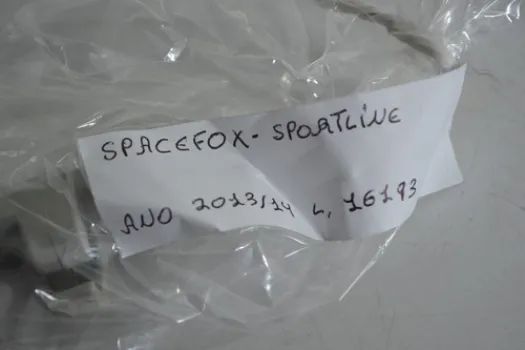 SPACEFOX - SPORTLINE
ANO 2013/14 L, 16193